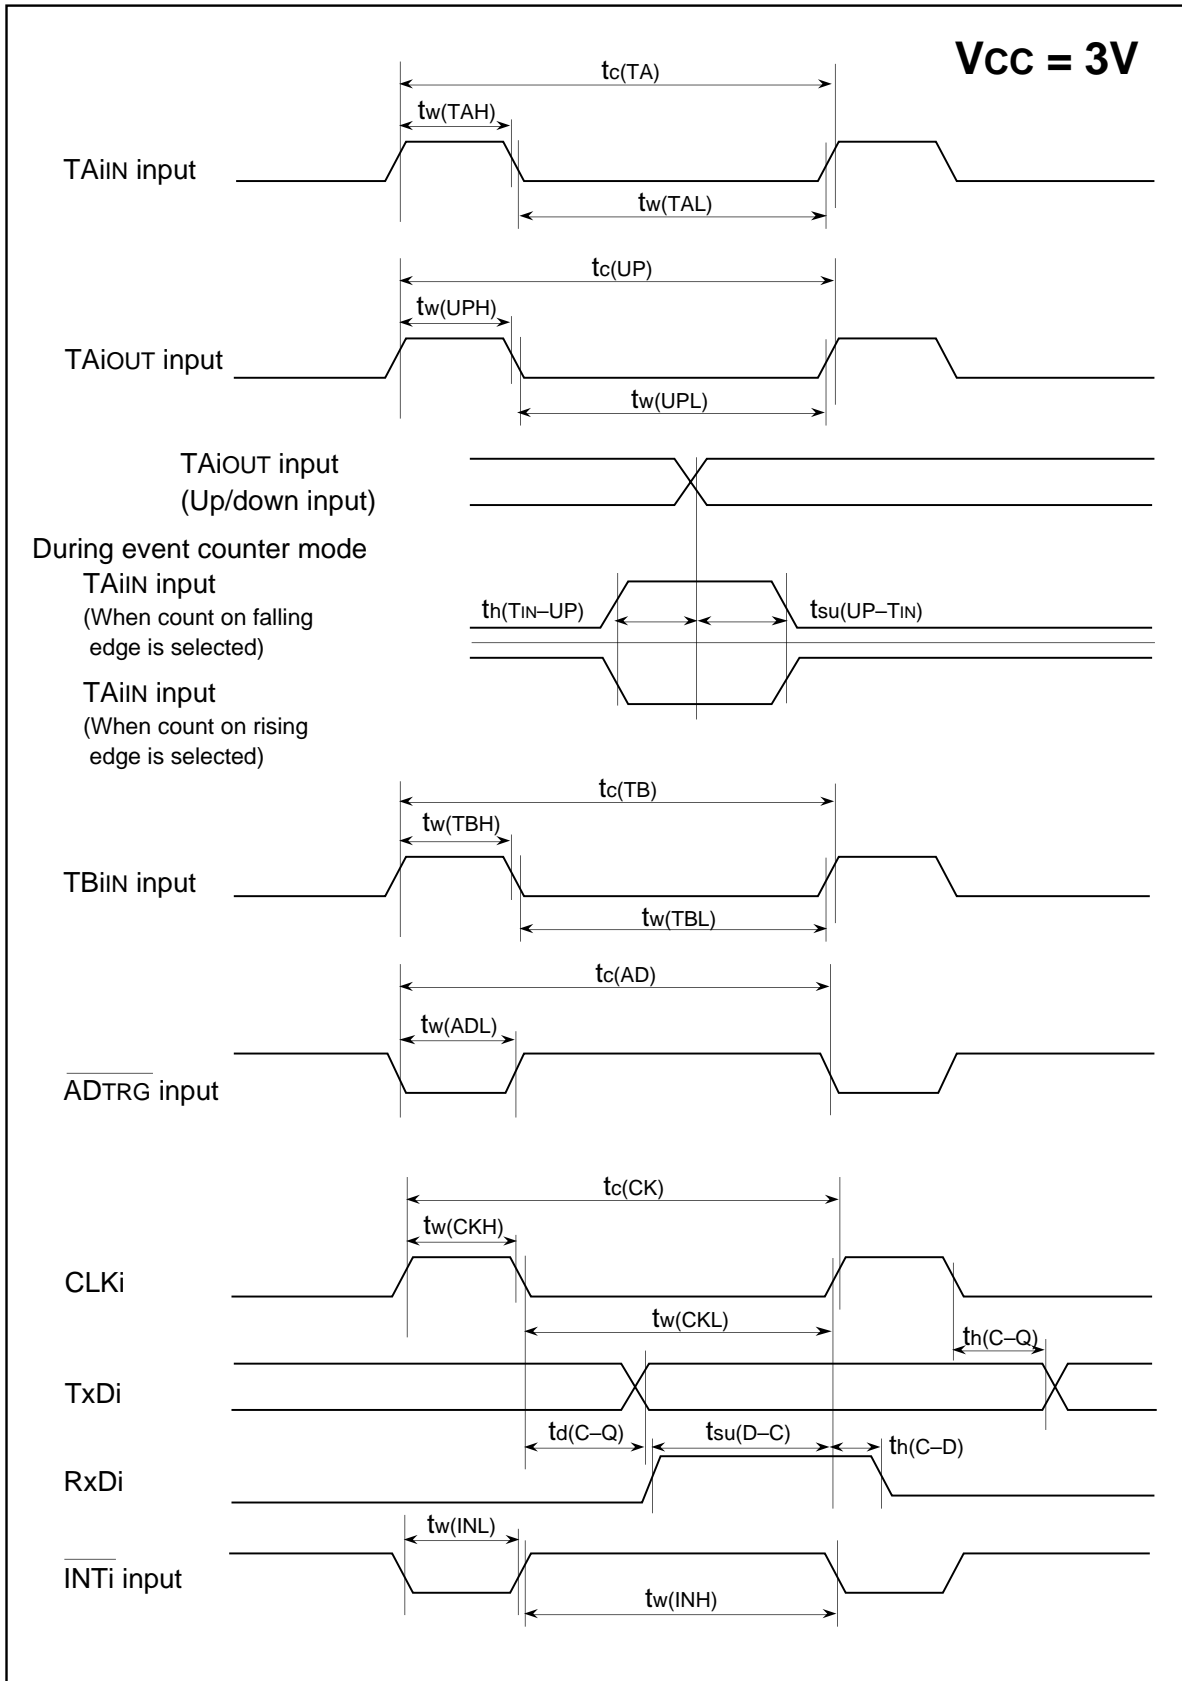 VCC = 3V
tc(TA)
tw(TAH)
TAiIN input
tw(TAL)
tc(UP)
tw(UPH)
TAiOUT input
tw(UPL)
TAiOUT input
(Up/down input)
During event counter mode
TAiIN input
(When count on falling
edge is selected)
th(TIN–UP)
tsu(UP–TIN)
TAiIN input
(When count on rising
edge is selected)
tc(TB)
tw(TBH)
TBiIN input
tw(TBL)
tc(AD)
tw(ADL)
ADTRG input
tc(CK)
tw(CKH)
CLKi
tw(CKL)
th(C–Q)
TxDi
td(C–Q)
tsu(D–C)
th(C–D)
RxDi
tw(INL)
INTi input
tw(INH)